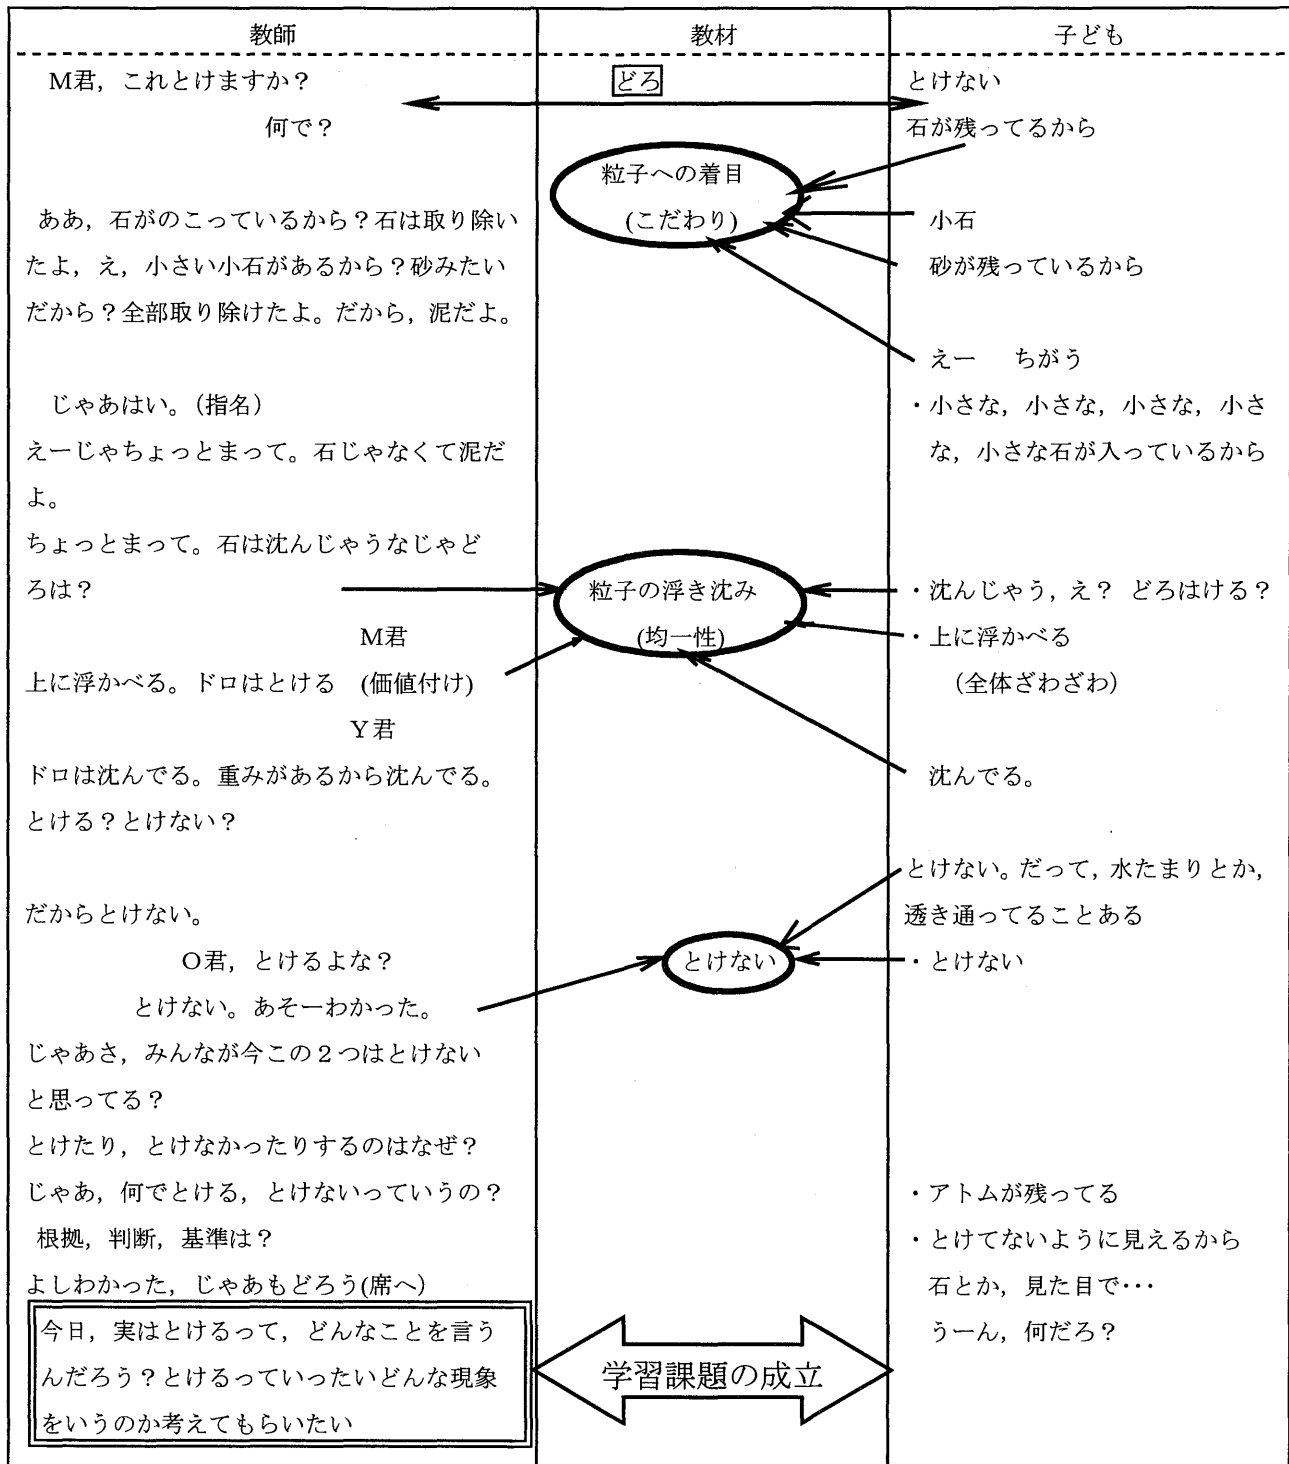 教師
教材
子ども
M君，これとけますか？
どろ
とけない
何で？
石が残ってるから
粒子への着目
(こだわり)
ああ，石がのこっているから？石は取り除い
たよ，え，小さい小石があるから？砂みたい
だから？全部取り除けたよ。だから，泥だよ。
小石
砂が残っているから
えー　ちがう
じゃあはい。（指名）
えーじゃちょっとまって。石じゃなくて泥だ
よ。
・小さな，小さな，小さな，小さ
な，小さな石が入っているから
ちょっとまって。石は沈んじゃうなじゃど
ろは？
粒子の浮き沈み
(均一性)
・沈んじゃう，え？ どろはける？
・上に浮かべる
（全体ざわざわ）
M君
上に浮かべる。ドロはとける　(価値付け)
Y君
ドロは沈んでる。重みがあるから沈んでる。
とける？とけない？
沈んでる。
とけない。だって，水たまりとか，
透き通ってることある
だからとけない。
O君，とけるよな？
とけない。あそーわかった。
とけない
・とけない
じゃあさ，みんなが今この２つはとけない
と思ってる？
とけたり，とけなかったりするのはなぜ？
じゃあ，何でとける，とけないっていうの？
根拠，判断，基準は？
よしわかった，じゃあもどろう(席へ)
・アトムが残ってる
・とけてないように見えるから
石とか，見た目で･･･
うーん，何だろ？
今日，実はとけるって，どんなことを言う
んだろう？とけるっていったいどんな現象
をいうのか考えてもらいたい
学習課題の成立